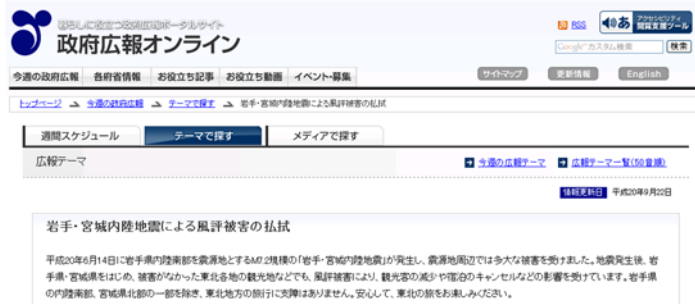 暮らしに役立つ政府広報ポータルサイト
政府広報オンライン
RSS
あ アクセシビリティ 閲覧支援ツール
Google™ カスタム検索 検索
今週の政府広報 各府省情報 お役立ち記事 お役立ち動画 イベント・募集
サイトマップ 更新情報 English
トップページ 今週の政府広報 テーマで探す 岩手・宮城内陸地震による風評被害の払拭
週間スケジュール テーマで探す メディアで探す
広報テーマ 今週の広報テーマ 広報テーマ一覧(50音順)
情報更新日 平成20年9月22日
岩手・宮城内陸地震による風評被害の払拭
平成20年6月14日に岩手県内陸南部を震源地とするM7.2規模の「岩手・宮城内陸地震」が発生し、震源地周辺では多大な被害を受けました。地震発生後、岩
手県・宮城県をはじめ、被害がなかった東北各地の観光地などでも、風評被害により、観光客の減少や宿泊のキャンセルなどの影響を受けています。岩手県
の内陸南部、宮城県北部の一部を除き、東北地方の旅行に支障はありません。安心して、東北の旅をお楽しみください。